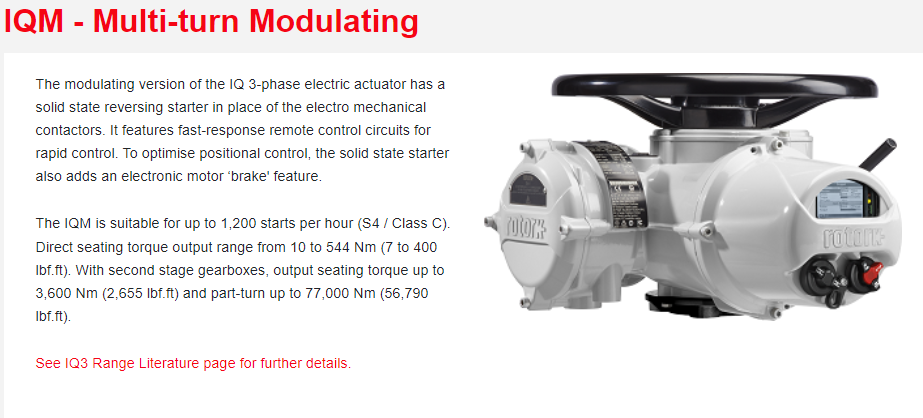 IQM - Multi-turn Modulating
The modulating version of the IQ 3-phase electric actuator has a
solid state reversing starter in place of the electro mechanical
contactors. It features fast-response remote control circuits for
rapid control. To optimise positional control, the solid state starter
also adds an electronic motor ‘brake' feature.
The IQM is suitable for up to 1,200 starts per hour (S4 / Class C).
Direct seating torque output range from 10 to 544 Nm (7 to 400
lbf.ft). With second stage gearboxes, output seating torque up to
3,600 Nm (2,655 lbf.ft) and part-turn up to 77,000 Nm (56,790
lbf.ft).
See IQ3 Range Literature page for further details.
rotork
rotork